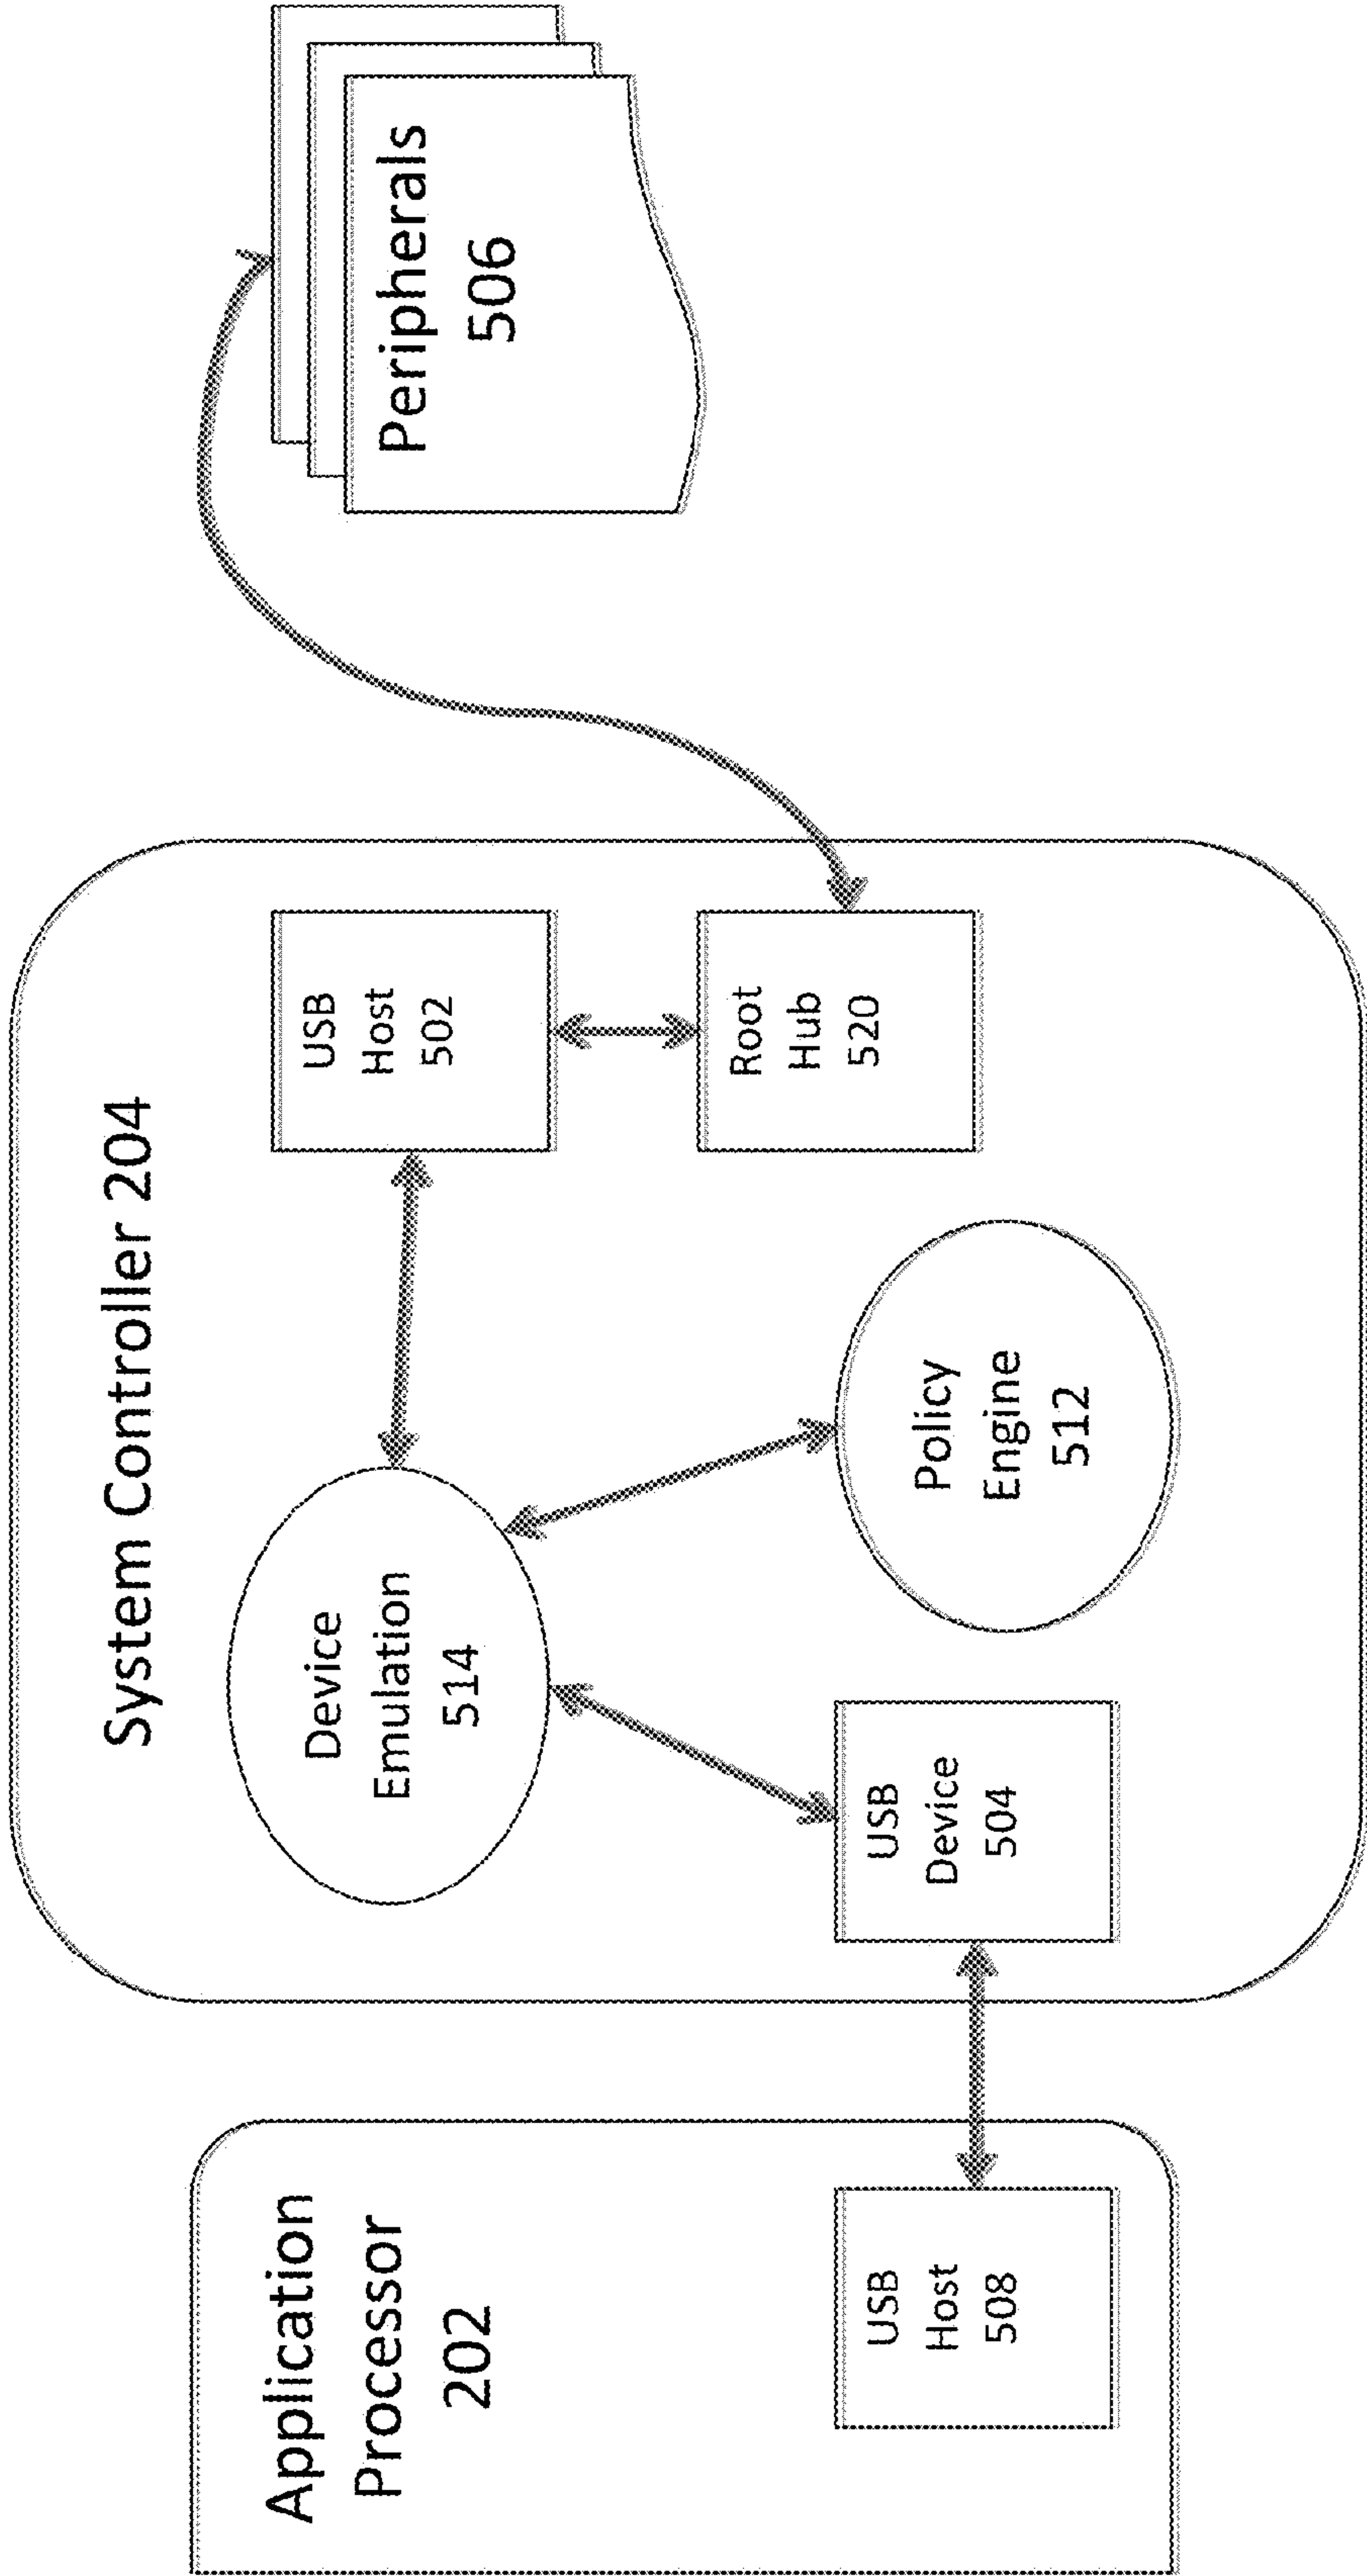 Application
Processor
202
USB
Host
508
System Controller 204
Device
Emulation
514
USB
Device
504
Policy
Engine
512
USB
Host
502
Root
Hub
520
Peripherals
506